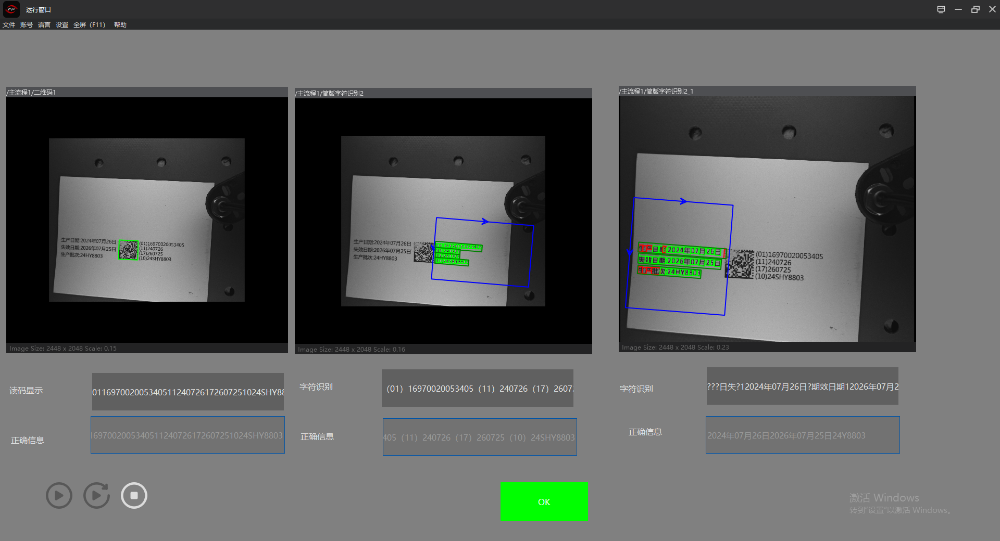 运行窗口
文件 账号 语言 设置 全屏（F11） 帮助
/主流程1/二维码1
生产日期:2024年07月26日
失效日期:2026年07月25日
生产批次:24HY8803
(01)16970020053405
(11)240726
(17)260725
(10)24SHY8803
Image Size: 2448 x 2048 Scale: 0.15
/主流程1/简版字符识别2
生产日期:2024年07月26日
失效日期:2026年07月25日
生产批次:24HY8803
(01)16970020053405
(11)240726
(17)260725
(10)24SHY8803
Image Size: 2448 x 2048 Scale: 0.16
/主流程1/简版字符识别2_1
生产日期:2024年07月26日
失效日期:2026年07月25日
生产批次:24HY8803
(01)16970020053405
(11)240726
(17)260725
(10)24SHY8803
Image Size: 2448 x 2048 Scale: 0.23
读码显示
011697002005340511240726172607251024SHY88
字符识别
（01）16970020053405（11）240726（17）2607
字符识别
???日失?12024年07月26日?期效日期12026年07月2
正确信息
1697002005340511240726172607251024SHY8803
正确信息
405（11）240726（17）260725（10）24SHY8803
正确信息
2024年07月26日2026年07月25日24Y8803
OK
激活 Windows
转到"设置"以激活 Windows。